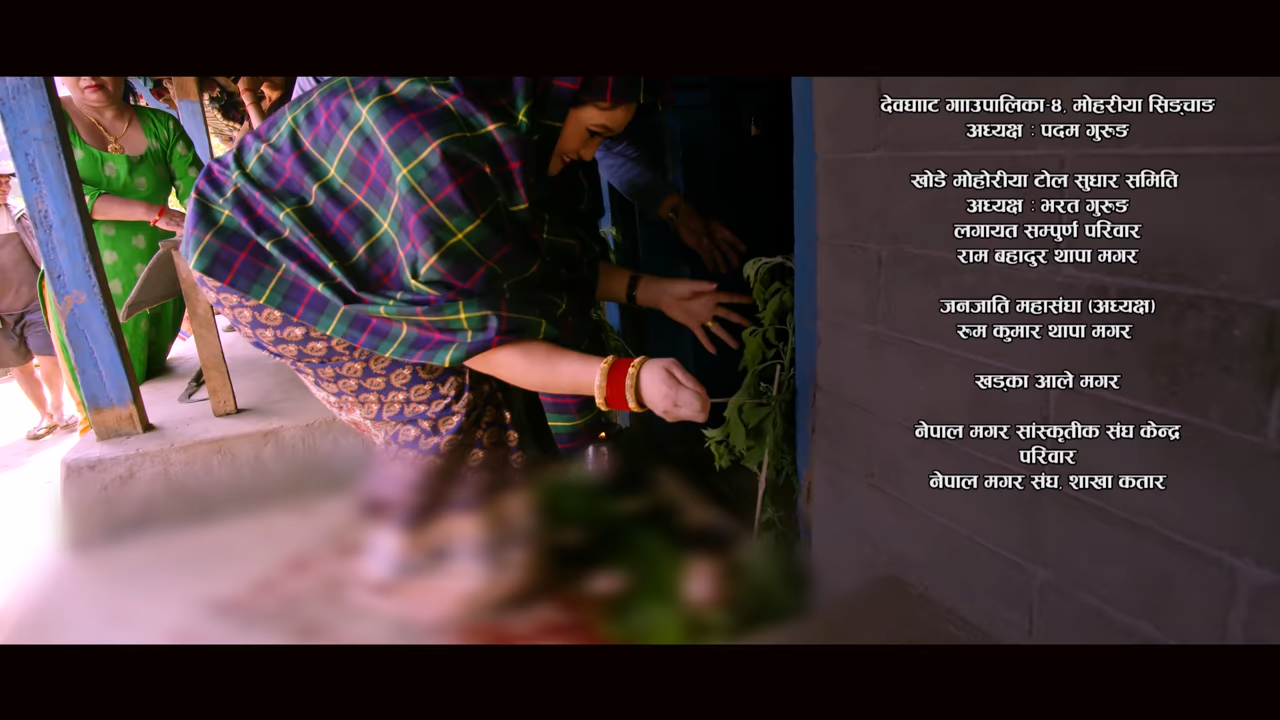 देवघाट गााउपालिका-४, मोहरीया सिङ्चाङ
अध्यक्ष : पदम गुरूङ
खोडे मोहोरीया टोल सुधार समिति
अध्यक्ष : भरत गुरूङ
लगायत सम्पुर्ण परिवार
राम बहादुर थापा मगर
जनजाति महासंघा (अध्यक्ष)
रूम कुमार थापा मगर
खड्का आले मगर
नेपाल मगर सांस्कृतीक संघ केन्द्र
परिवार
नेपाल मगर संघ, शाखा कतार